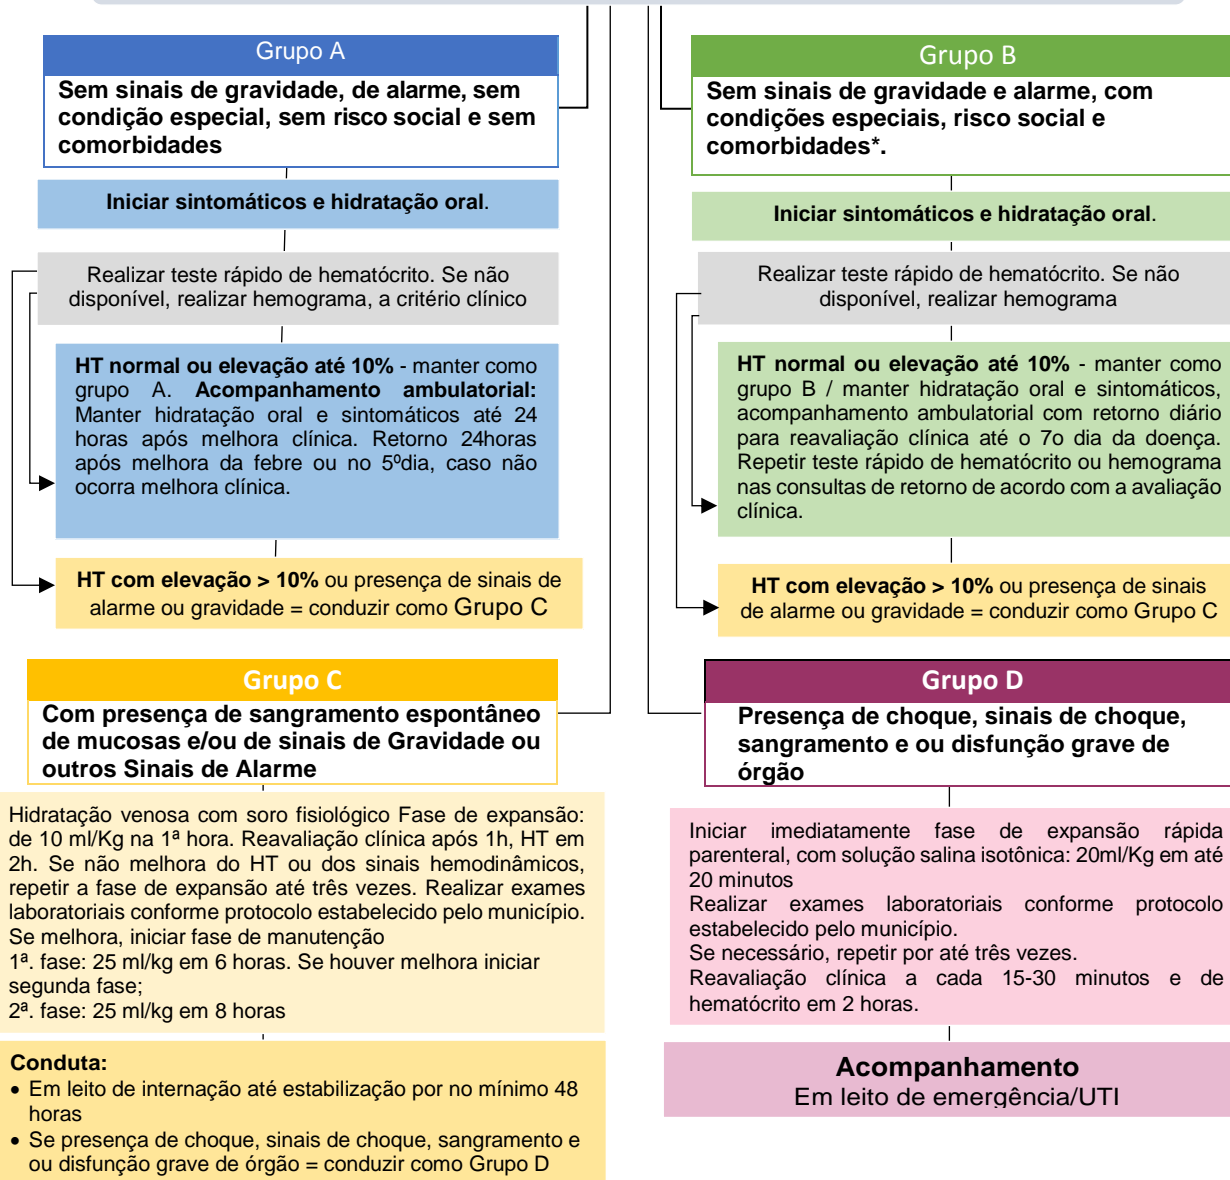 Grupo A
Sem sinais de gravidade, de alarme, sem
condição especial, sem risco social e sem
comorbidades
Iniciar sintomáticos e hidratação oral.
Realizar teste rápido de hematócrito. Se não
disponível, realizar hemograma, a critério clínico
HT normal ou elevação até 10% - manter como
grupo A. Acompanhamento ambulatorial:
Manter hidratação oral e sintomáticos até 24
horas após melhora clínica. Retorno 24horas
após melhora da febre ou no 5ºdia, caso não
ocorra melhora clínica.
HT com elevação > 10% ou presença de sinais de
alarme ou gravidade = conduzir como Grupo C
Grupo B
Sem sinais de gravidade e alarme, com
condições especiais, risco social e
comorbidades*.
Iniciar sintomáticos e hidratação oral.
Realizar teste rápido de hematócrito. Se não
disponível, realizar hemograma
HT normal ou elevação até 10% - manter como
grupo B / manter hidratação oral e sintomáticos,
acompanhamento ambulatorial com retorno diário
para reavaliação clínica até o 7o dia da doença.
Repetir teste rápido de hematócrito ou hemograma
nas consultas de retorno de acordo com a avaliação
clínica.
HT com elevação > 10% ou presença de sinais
de alarme ou gravidade = conduzir como Grupo C
Grupo C
Com presença de sangramento espontâneo
de mucosas e/ou de sinais de Gravidade ou
outros Sinais de Alarme
Hidratação venosa com soro fisiológico Fase de expansão:
de 10 ml/Kg na 1ª hora. Reavaliação clínica após 1h, HT em
2h. Se não melhora do HT ou dos sinais hemodinâmicos,
repetir a fase de expansão até três vezes. Realizar exames
laboratoriais conforme protocolo estabelecido pelo município.
Se melhora, iniciar fase de manutenção
1ª. fase: 25 ml/kg em 6 horas. Se houver melhora iniciar
segunda fase;
2ª. fase: 25 ml/kg em 8 horas
Conduta:
• Em leito de internação até estabilização por no mínimo 48
horas
• Se presença de choque, sinais de choque, sangramento e
ou disfunção grave de órgão = conduzir como Grupo D
Grupo D
Presença de choque, sinais de choque,
sangramento e ou disfunção grave de
órgão
Iniciar imediatamente fase de expansão rápida
parenteral, com solução salina isotônica: 20ml/Kg em até
20 minutos
Realizar exames laboratoriais conforme protocolo
estabelecido pelo município.
Se necessário, repetir por até três vezes.
Reavaliação clínica a cada 15-30 minutos e de
hematócrito em 2 horas.
Acompanhamento
Em leito de emergência/UTI